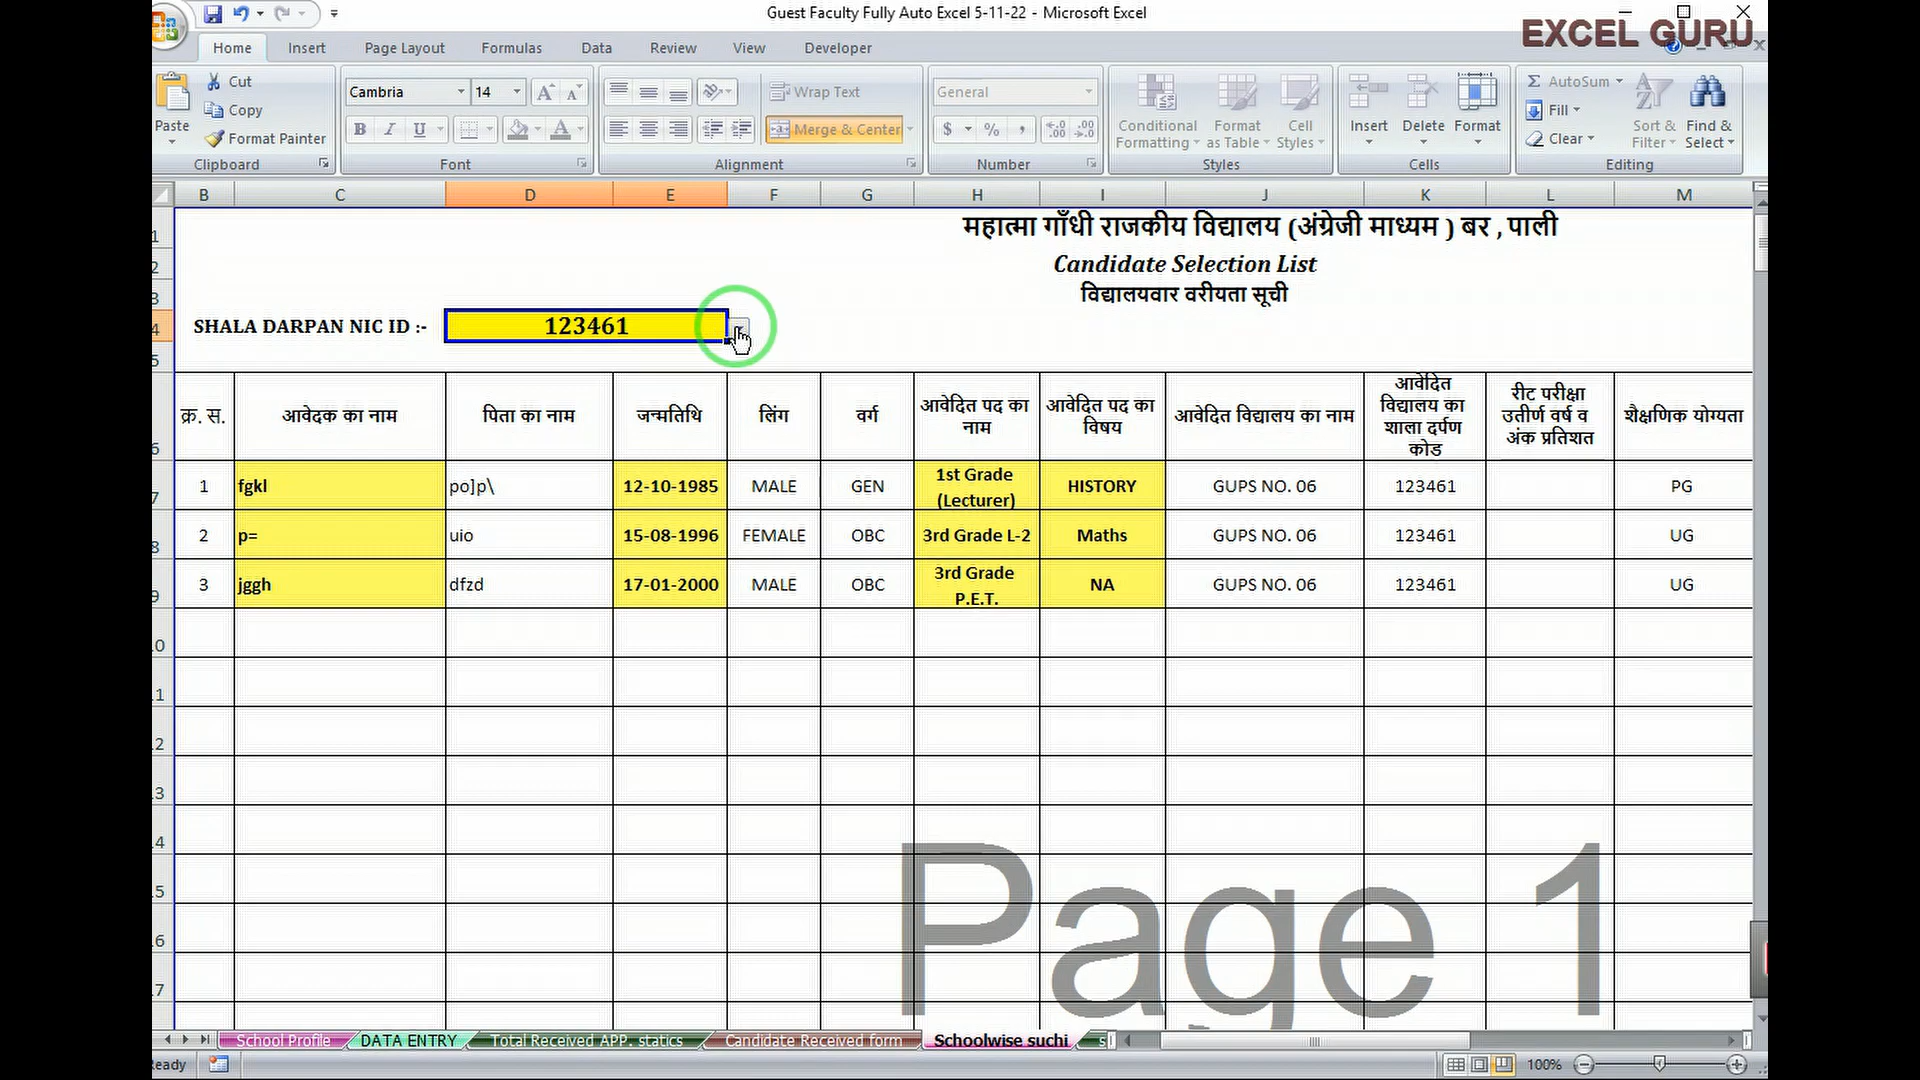 Guest Faculty Fully Auto Excel 5-11-22 - Microsoft Excel
EXCEL GURU
Home Insert Page Layout Formulas Data Review View Developer
Cut
Copy
Format Painter
Paste
Clipboard
Cambria 14
B I U
Font
Wrap Text
Merge & Center
Alignment
General
$ % ,
Number
Conditional Formatting
Format as Table
Cell Styles
Styles
Insert Delete Format
Cells
AutoSum
Fill
Clear
Sort & Filter
Find & Select
Editing
B C D E F G H I J K L M
महात्मा गाँधी राजकीय विद्यालय (अंग्रेजी माध्यम ) बर , पाली
Candidate Selection List
विद्यालयवार वरीयता सूची
SHALA DARPAN NIC ID :- 123461
क्र. स. आवेदक का नाम पिता का नाम जन्मतिथि लिंग वर्ग आवेदित पद का नाम आवेदित पद का विषय आवेदित विद्यालय का नाम आवेदित विद्यालय का शाला दर्पण कोड रीट परीक्षा उतीर्ण वर्ष व अंक प्रतिशत शैक्षणिक योग्यता
1 fgkl po]p\ 12-10-1985 MALE GEN 1st Grade (Lecturer) HISTORY GUPS NO. 06 123461 PG
2 p= uio 15-08-1996 FEMALE OBC 3rd Grade L-2 Maths GUPS NO. 06 123461 UG
3 jggh dfzd 17-01-2000 MALE OBC 3rd Grade P.E.T. NA GUPS NO. 06 123461 UG
Page 1
School Profile DATA ENTRY Total Received APP. statics Candidate Received form Schoolwise suchi s
eady 100%